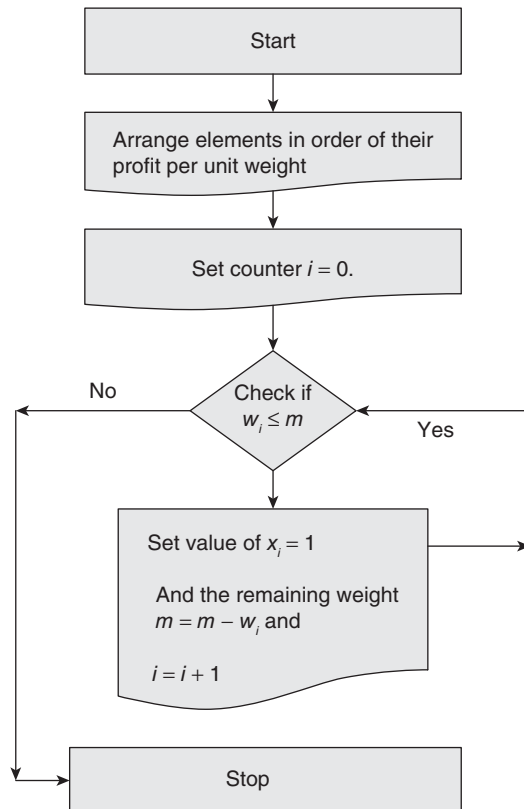 Start
Arrange elements in order of their
profit per unit weight
Set counter i = 0.
Check if
w_i ≤ m
No
Yes
Set value of x_i = 1
And the remaining weight
m = m − w_i and
i = i + 1
Stop